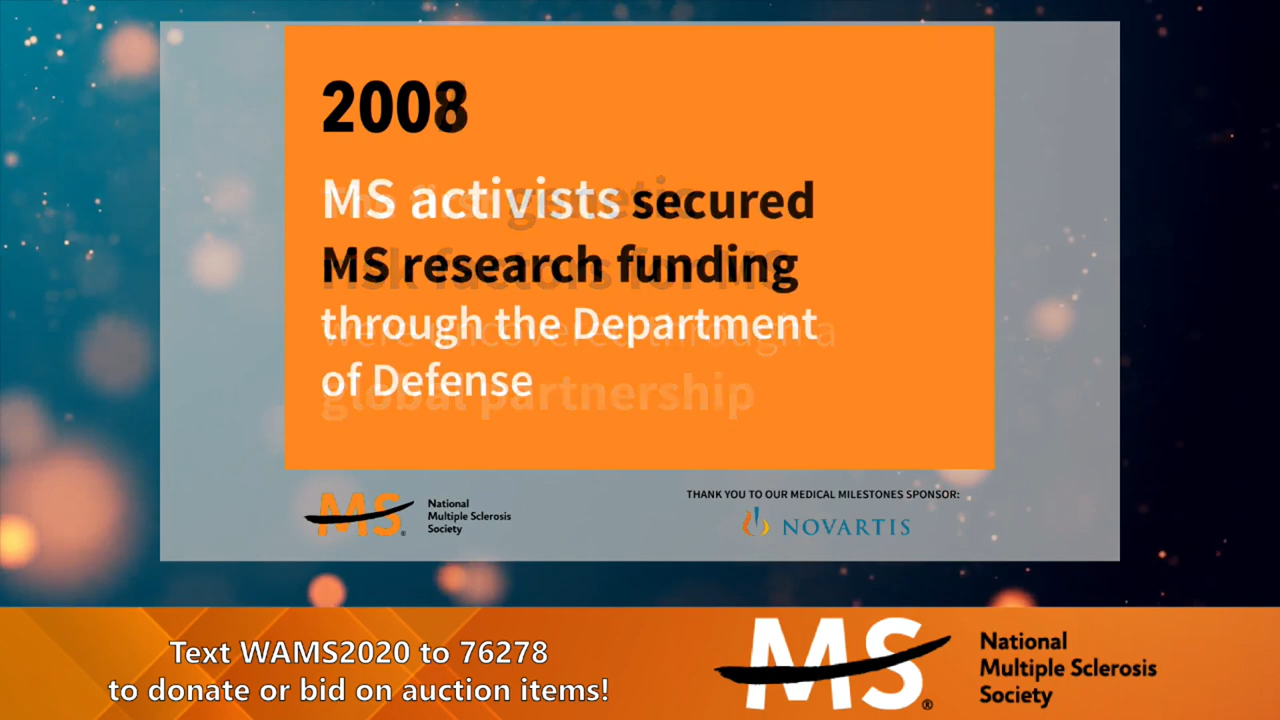 2008
MS activists secured
MS research funding
through the Department
of Defense
global partnership
MS®
National
Multiple Sclerosis
Society
THANK YOU TO OUR MEDICAL MILESTONES SPONSOR:
NOVARTIS
Text WAMS2020 to 76278
to donate or bid on auction items!
MS®
National
Multiple Sclerosis
Society